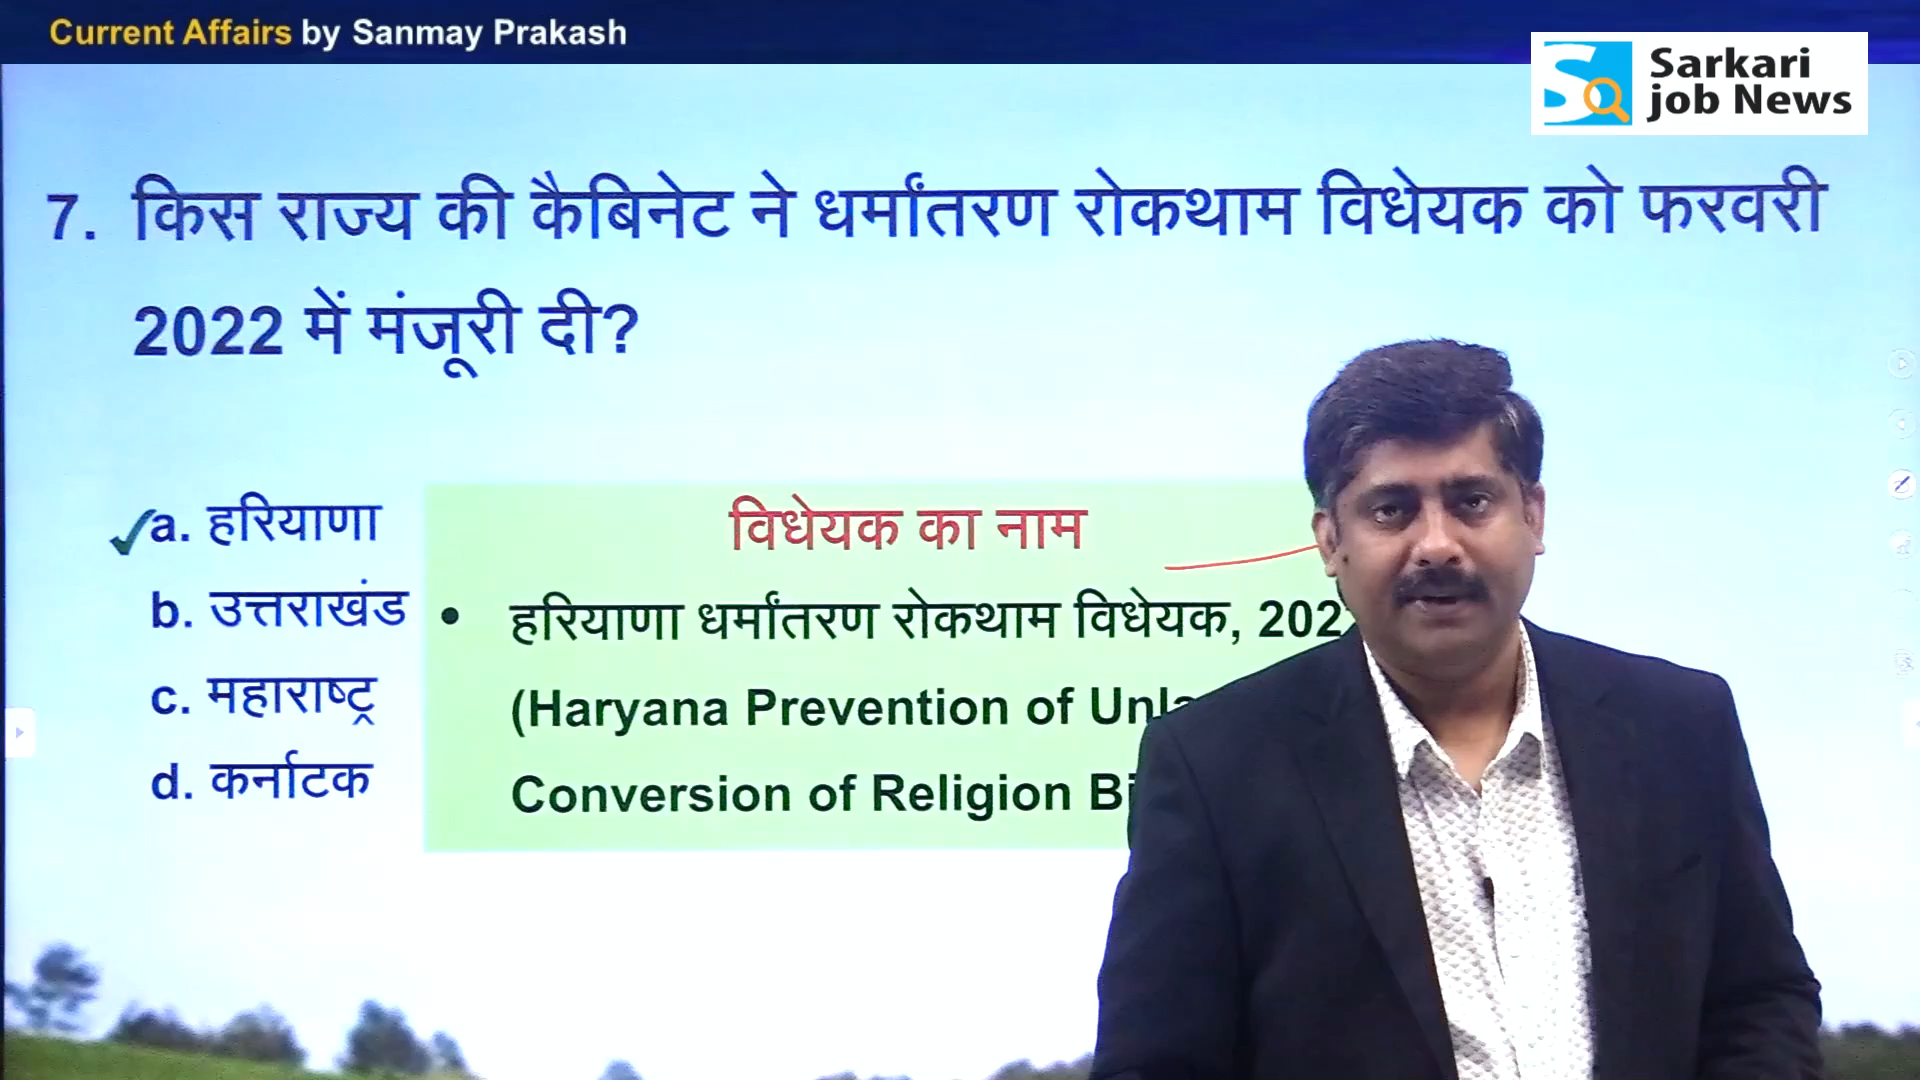 Current Affairs by Sanmay Prakash
Sarkari
job News
7. किस राज्य की कैबिनेट ने धर्मांतरण रोकथाम विधेयक को फरवरी
2022 में मंजूरी दी?
a. हरियाणा
b. उत्तराखंड
c. महाराष्ट्र
d. कर्नाटक
विधेयक का नाम
• हरियाणा धर्मांतरण रोकथाम विधेयक,
(Haryana Prevention of
Conversion of Religion